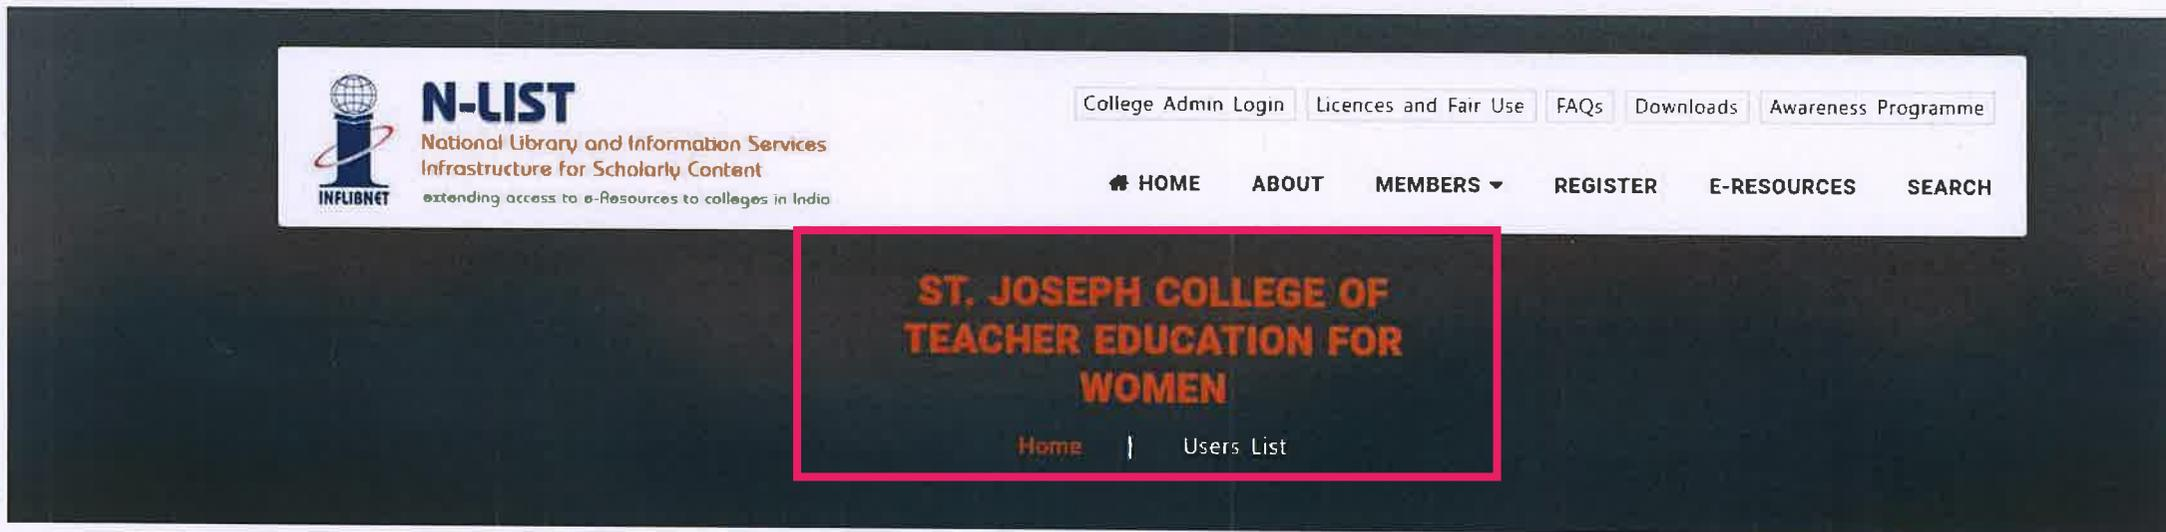 N-LIST
National Library and Information Services
Infrastructure for Scholarly Content
extending access to e-Resources to colleges in India
INFLIBNET
College Admin Login
Licences and Fair Use
FAQs
Downloads
Awareness Programme
HOME
ABOUT
MEMBERS
REGISTER
E-RESOURCES
SEARCH
ST. JOSEPH COLLEGE OF
TEACHER EDUCATION FOR
WOMEN
Home | Users List